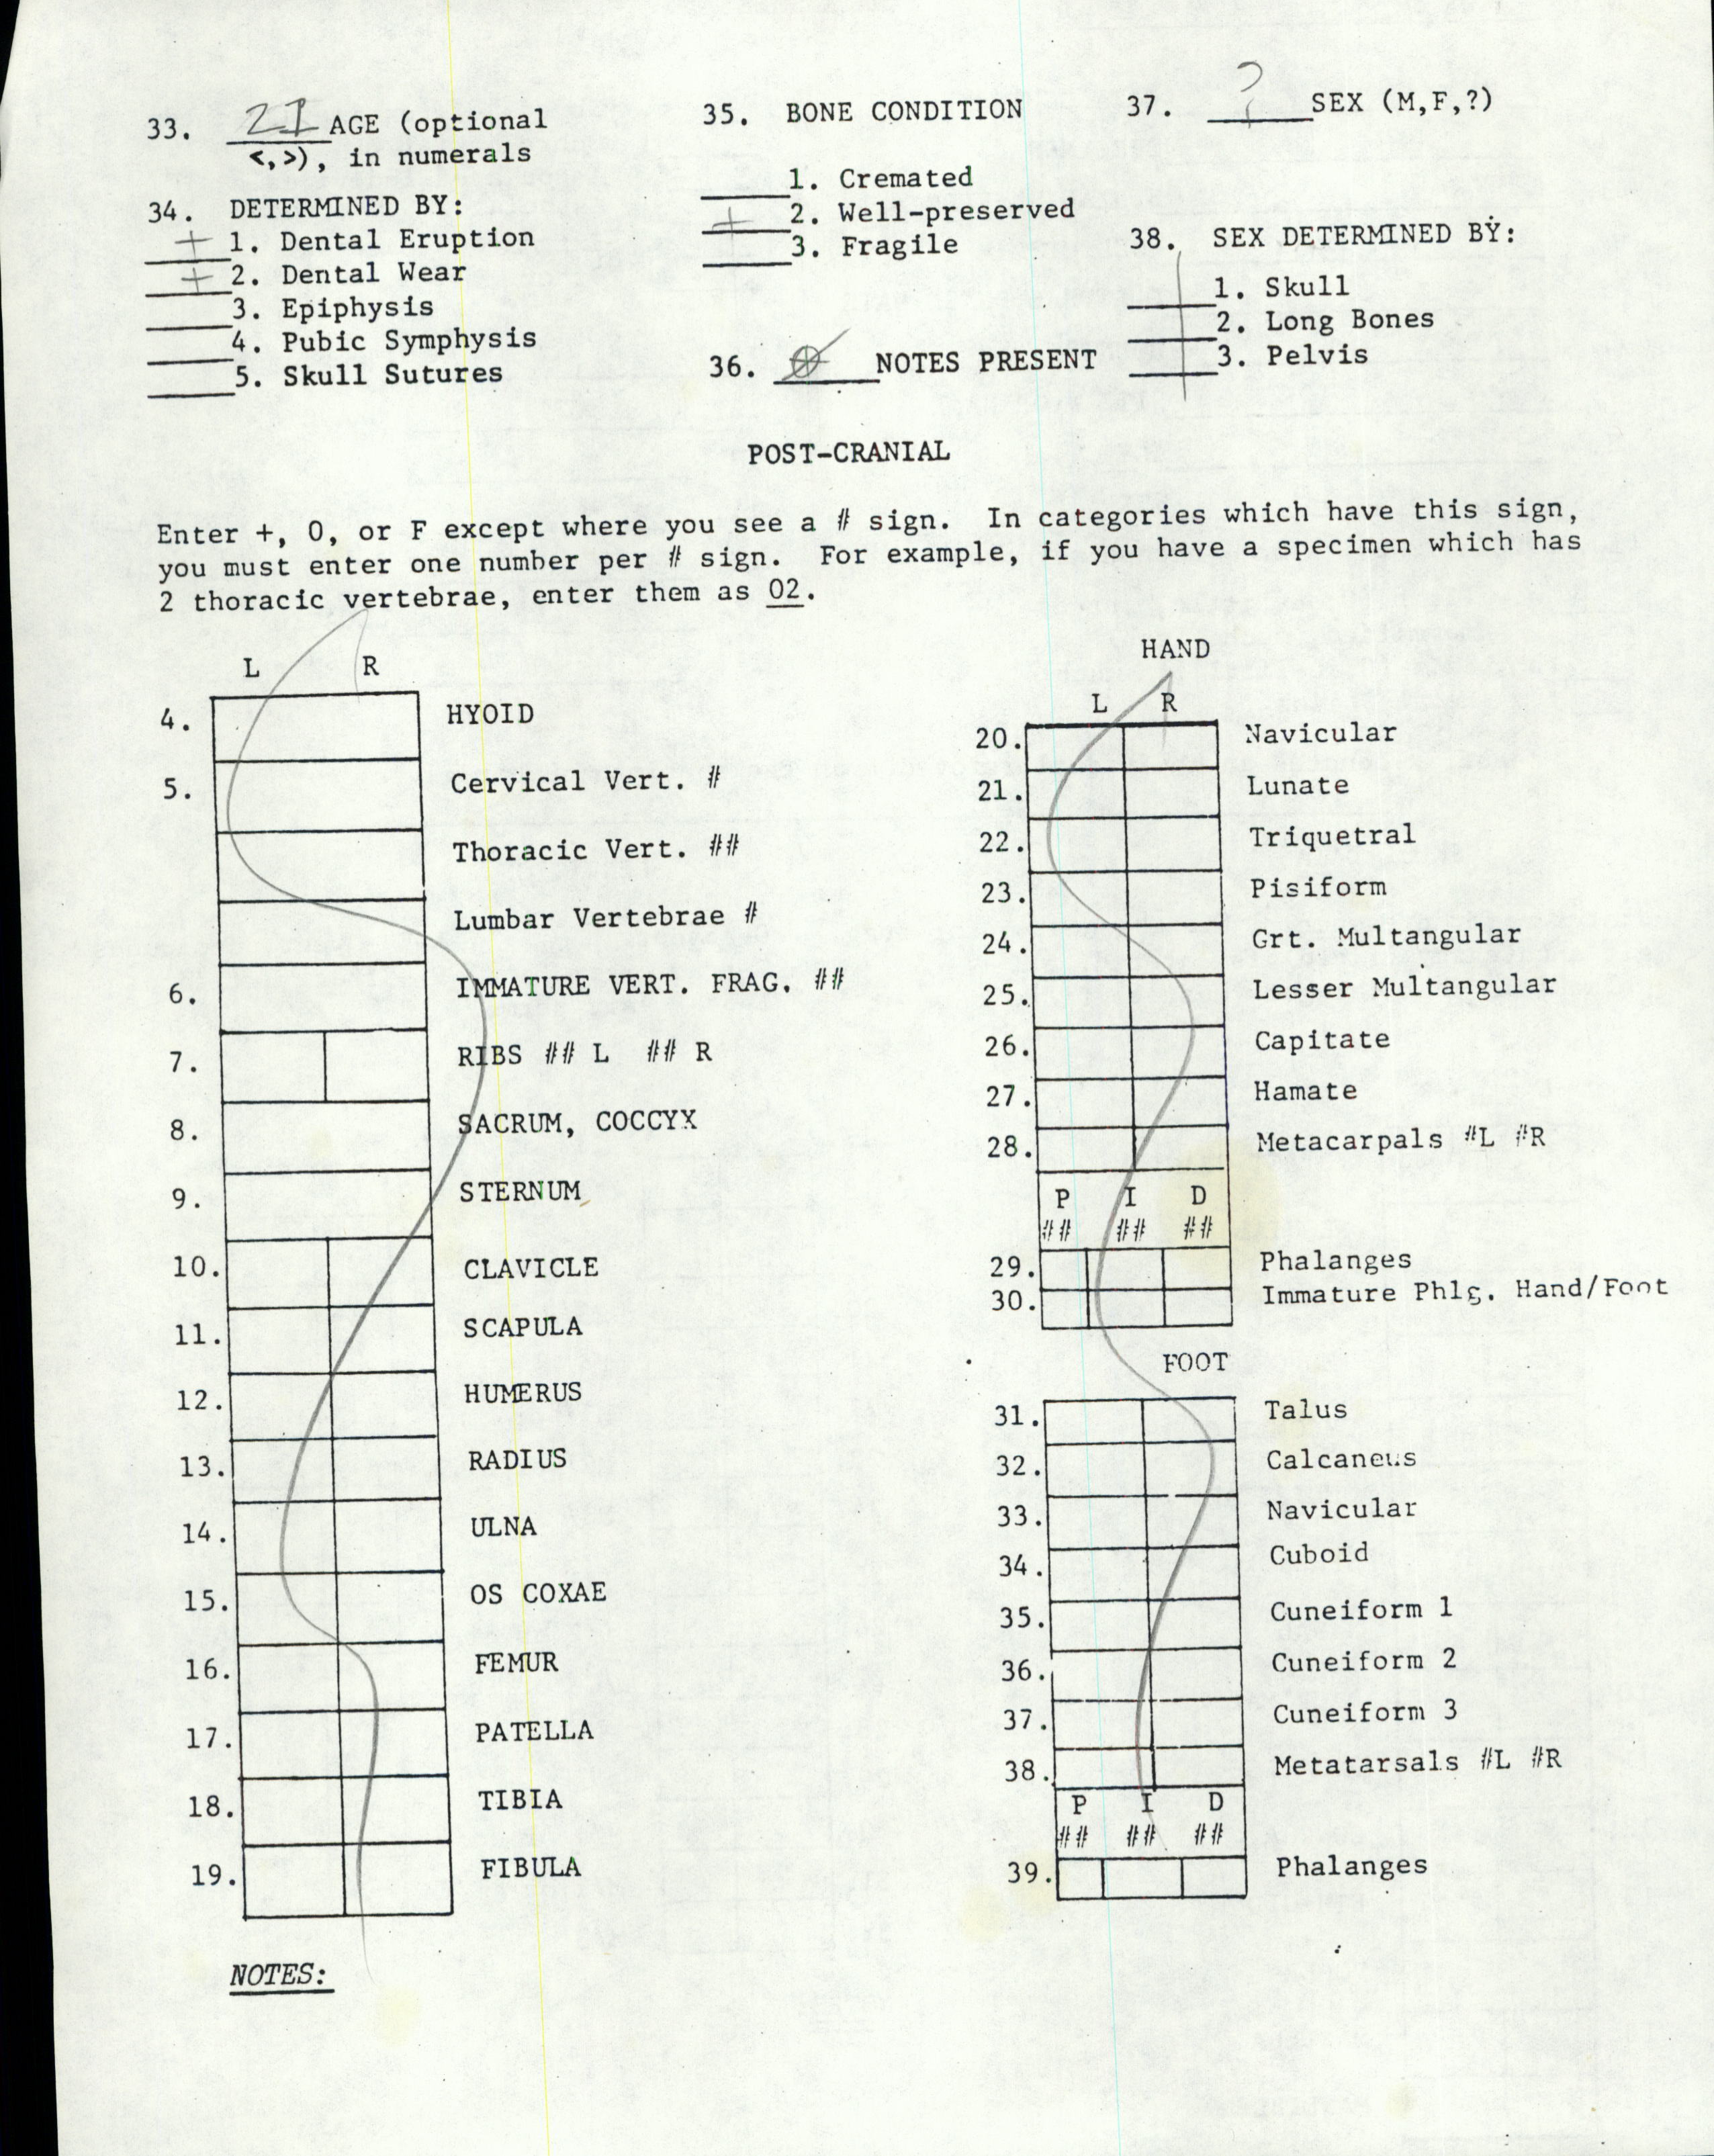 33. 21 AGE (optional
<,>), in numerals
34. DETERMINED BY:
+ 1. Dental Eruption
+ 2. Dental Wear
3. Epiphysis
4. Pubic Symphysis
5. Skull Sutures
35. BONE CONDITION
1. Cremated
+ 2. Well-preserved
3. Fragile
36. NOTES PRESENT
37. ? SEX (M,F,?)
38. SEX DETERMINED BY:
1. Skull
2. Long Bones
3. Pelvis
POST-CRANIAL
Enter +, 0, or F except where you see a # sign. In categories which have this sign,
you must enter one number per # sign. For example, if you have a specimen which has
2 thoracic vertebrae, enter them as 02.
L R
4. HYOID
5. Cervical Vert. #
Thoracic Vert. ##
Lumbar Vertebrae #
6. IMMATURE VERT. FRAG. ##
7. RIBS ## L ## R
8. SACRUM, COCCYX
9. STERNUM
10. CLAVICLE
11. SCAPULA
12. HUMERUS
13. RADIUS
14. ULNA
15. OS COXAE
16. FEMUR
17. PATELLA
18. TIBIA
19. FIBULA
NOTES:
HAND
L R
20. Navicular
21. Lunate
22. Triquetral
23. Pisiform
24. Grt. Multangular
25. Lesser Multangular
26. Capitate
27. Hamate
28. Metacarpals #L #R
P I D
## ## ##
29. Phalanges
30. Immature Phlg. Hand/Foot
FOOT
31. Talus
32. Calcaneus
33. Navicular
34. Cuboid
35. Cuneiform 1
36. Cuneiform 2
37. Cuneiform 3
38. Metatarsals #L #R
P I D
## ## ##
39. Phalanges